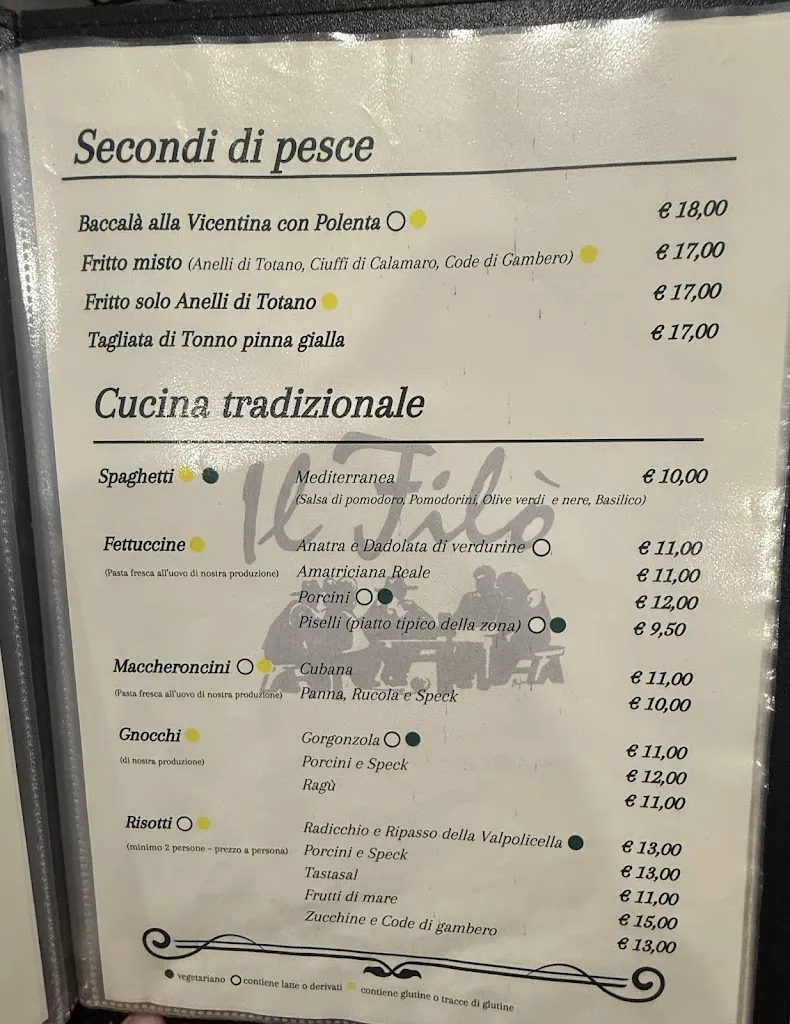 Secondi di pesce
Baccalà alla Vicentina con Polenta € 18,00
Fritto misto (Anelli di Totano, Ciuffi di Calamaro, Code di Gambero) € 17,00
Fritto solo Anelli di Totano € 17,00
Tagliata di Tonno pinna gialla € 17,00
Cucina tradizionale
Il Filò
Spaghetti Mediterranea € 10,00
(Salsa di pomodoro, Pomodorini, Olive verdi e nere, Basilico)
Fettuccine Anatra e Dadolata di verdurine € 11,00
(Pasta fresca all'uovo di nostra produzione) Amatriciana Reale € 11,00
Porcini € 12,00
Piselli (piatto tipico della zona) € 9,50
Maccheroncini Cubana € 11,00
(Pasta fresca all'uovo di nostra produzione) Panna, Rucola e Speck € 10,00
Gnocchi Gorgonzola € 11,00
(di nostra produzione) Porcini e Speck € 12,00
Ragù € 11,00
Risotti Radicchio e Ripasso della Valpolicella € 13,00
(minimo 2 persone - prezzo a persona) Porcini e Speck € 13,00
Tastasal € 11,00
Frutti di mare € 15,00
Zucchine e Code di gambero € 13,00
vegetariano contiene latte o derivati contiene glutine o tracce di glutine